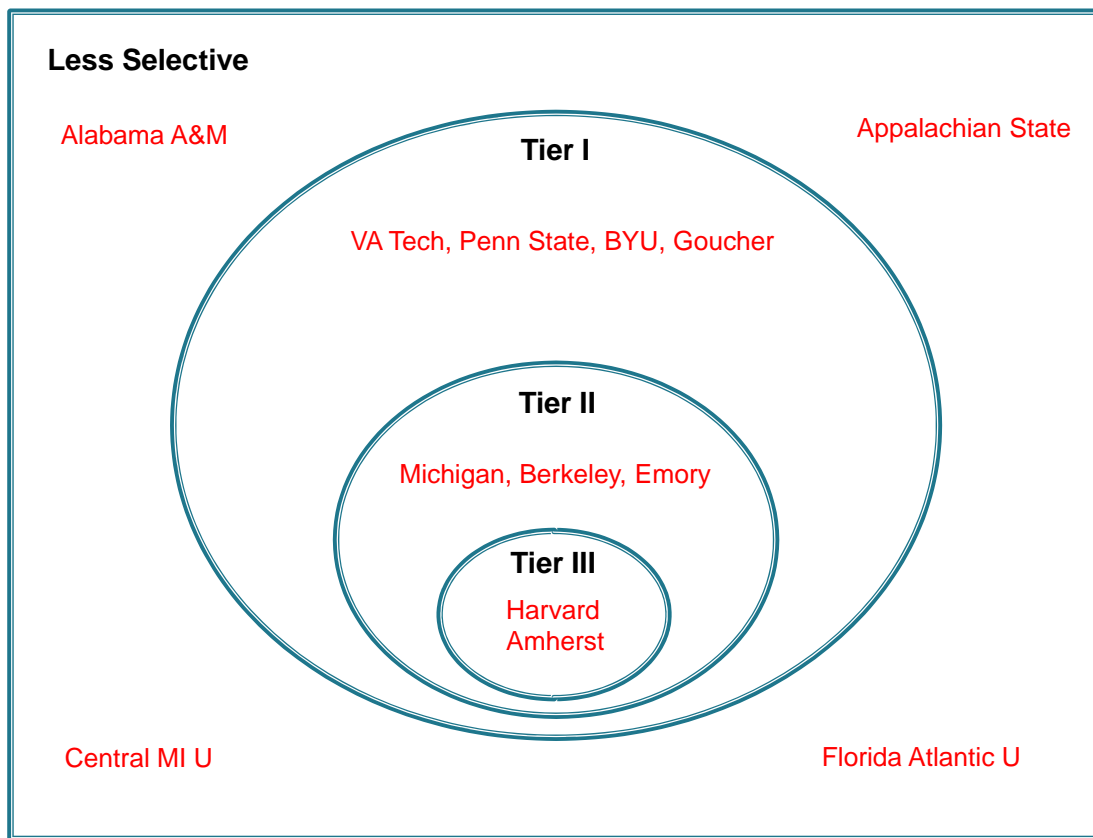 Less Selective
Alabama A&M
Appalachian State
Tier I
VA Tech, Penn State, BYU, Goucher
Tier II
Michigan, Berkeley, Emory
Tier III
Harvard
Amherst
Central MI U
Florida Atlantic U